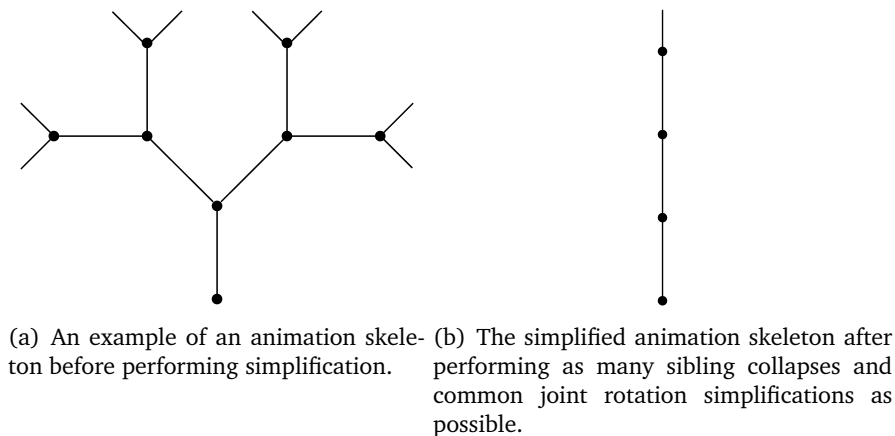 (a) An example of an animation skele-
ton before performing simplification.
(b) The simplified animation skeleton after
performing as many sibling collapses and
common joint rotation simplifications as
possible.